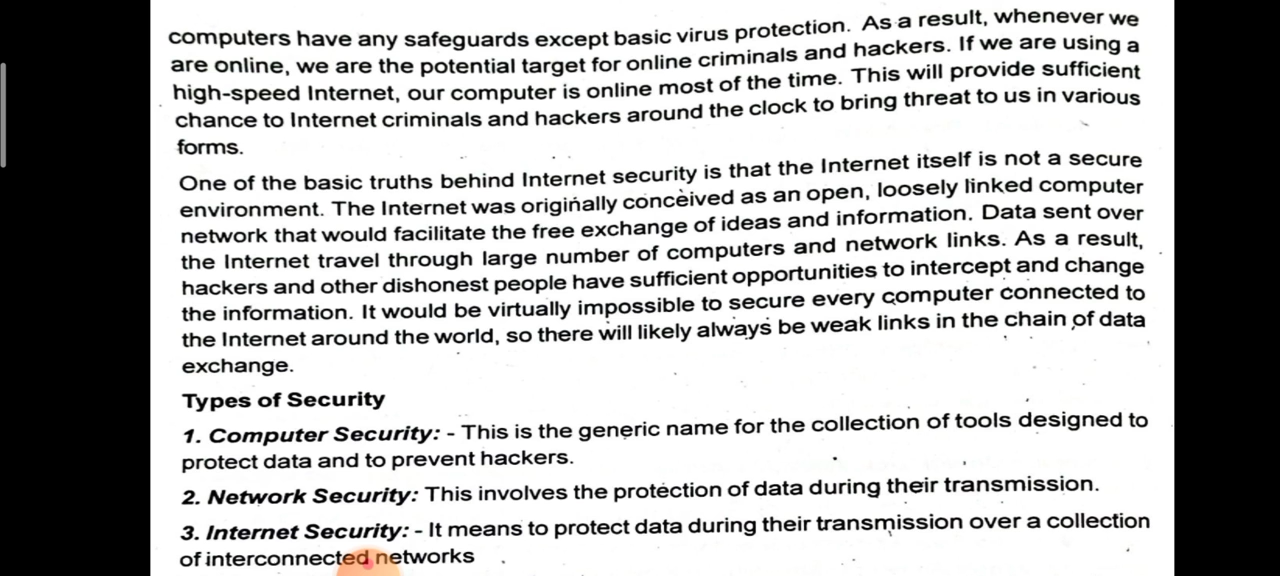 computers have any safeguards except basic virus protection. As a result, whenever we
are online, we are the potential target for online criminals and hackers. If we are using a
high-speed Internet, our computer is online most of the time. This will provide sufficient
chance to Internet criminals and hackers around the clock to bring threat to us in various
forms.
One of the basic truths behind Internet security is that the Internet itself is not a secure
environment. The Internet was originally conceived as an open, loosely linked computer
network that would facilitate the free exchange of ideas and information. Data sent over
the Internet travel through large number of computers and network links. As a result,
hackers and other dishonest people have sufficient opportunities to intercept and change
the information. It would be virtually impossible to secure every computer connected to
the Internet around the world, so there will likely always be weak links in the chain of data
exchange.
Types of Security
1. Computer Security: - This is the generic name for the collection of tools designed to
protect data and to prevent hackers.
2. Network Security: This involves the protection of data during their transmission.
3. Internet Security: - It means to protect data during their transmission over a collection
of interconnected networks